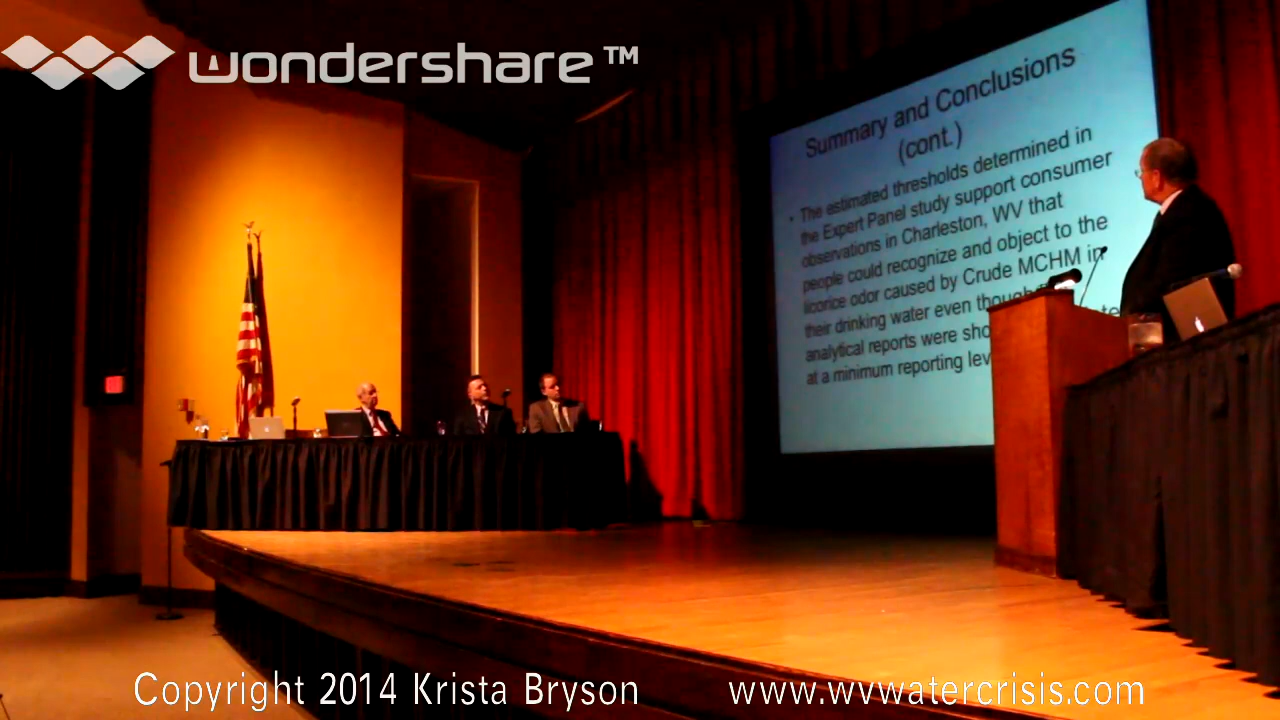 wondershare™
Summary and Conclusions
(cont.)
• The estimated thresholds determined in
the Expert Panel study support consumer
observations in Charleston, WV that
people could recognize and object to the
licorice odor caused by Crude MCHM in
their drinking water even though
analytical reports were
at a minimum reporting
Copyright 2014 Krista Bryson www.wvwatercrisis.com